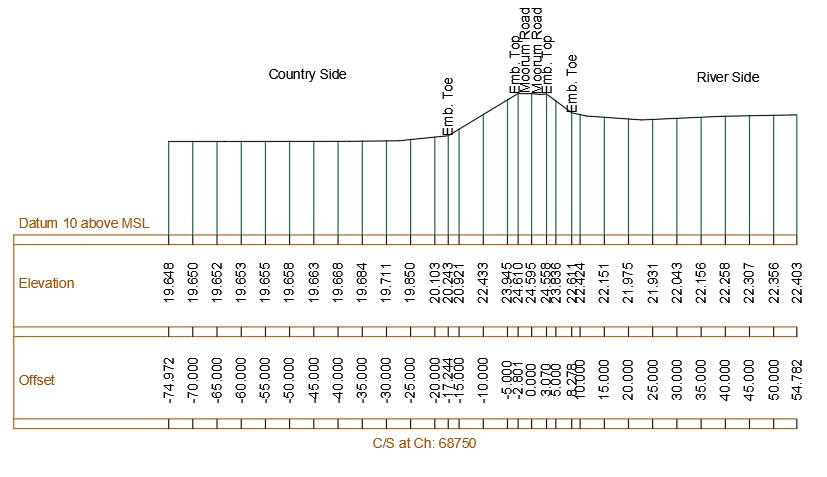 Country Side
River Side
Emb. Toe
Emb. Top
Moorum Road
Moorum Road
Emb. Top
Emb. Toe
Datum 10 above MSL
Elevation
19.648 19.650 19.652 19.653 19.655 19.658 19.663 19.668 19.684 19.711 19.850 20.103 20.243 20.921 22.433 23.945 24.610 24.595 24.558 23.836 22.611 22.424 22.151 21.975 21.931 22.043 22.156 22.258 22.307 22.356 22.403
Offset
-74.972 -70.000 -65.000 -60.000 -55.000 -50.000 -45.000 -40.000 -35.000 -30.000 -25.000 -20.000 -17.244 -15.000 -10.000 -5.000 -2.801 0.000 3.070 5.000 8.278 10.000 15.000 20.000 25.000 30.000 35.000 40.000 45.000 50.000 54.782
C/S at Ch: 68750